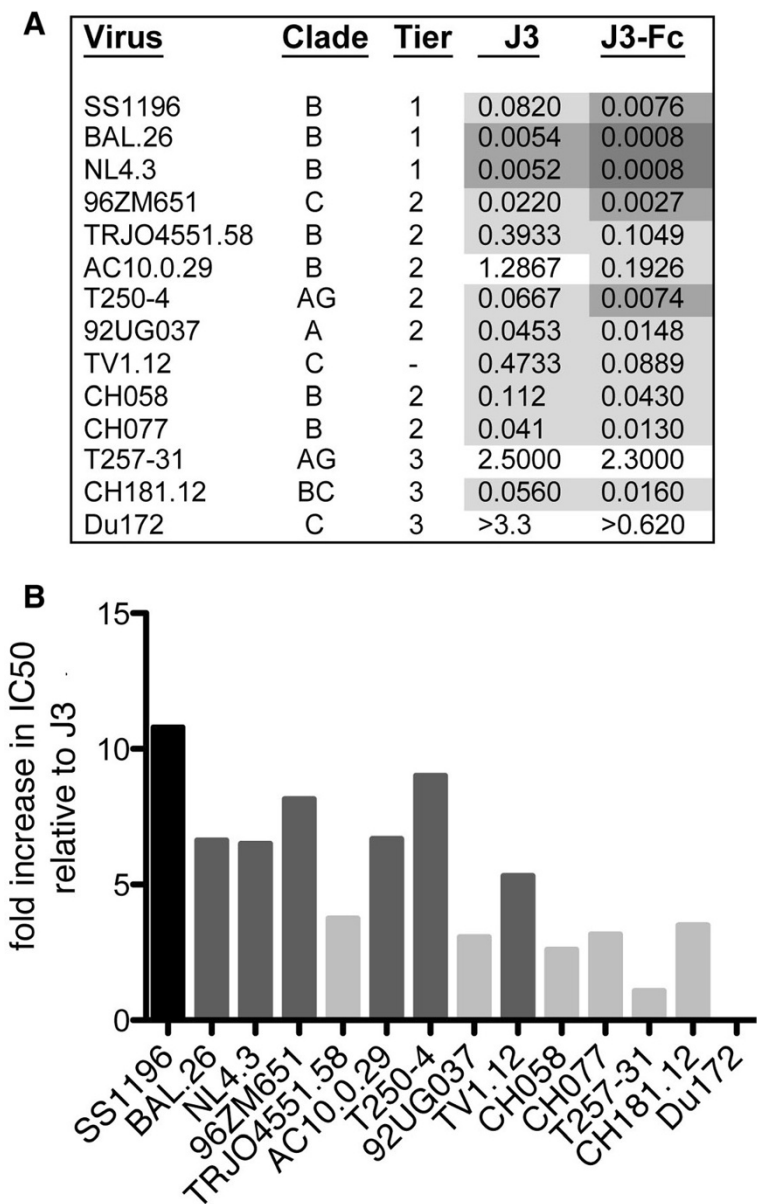 A
Virus Clade Tier J3 J3-Fc
SS1196 B 1 0.0820 0.0076
BAL.26 B 1 0.0054 0.0008
NL4.3 B 1 0.0052 0.0008
96ZM651 C 2 0.0220 0.0027
TRJO4551.58 B 2 0.3933 0.1049
AC10.0.29 B 2 1.2867 0.1926
T250-4 AG 2 0.0667 0.0074
92UG037 A 2 0.0453 0.0148
TV1.12 C - 0.4733 0.0889
CH058 B 2 0.112 0.0430
CH077 B 2 0.041 0.0130
T257-31 AG 3 2.5000 2.3000
CH181.12 BC 3 0.0560 0.0160
Du172 C 3 >3.3 >0.620
B
fold increase in IC50
relative to J3
15
10
5
0
SS1196
BAL.26
NL4.3
96ZM651
TRJO4551.58
AC10.0.29
T250-4
92UG037
TV1.12
CH058
CH077
T257-31
CH181.12
Du172